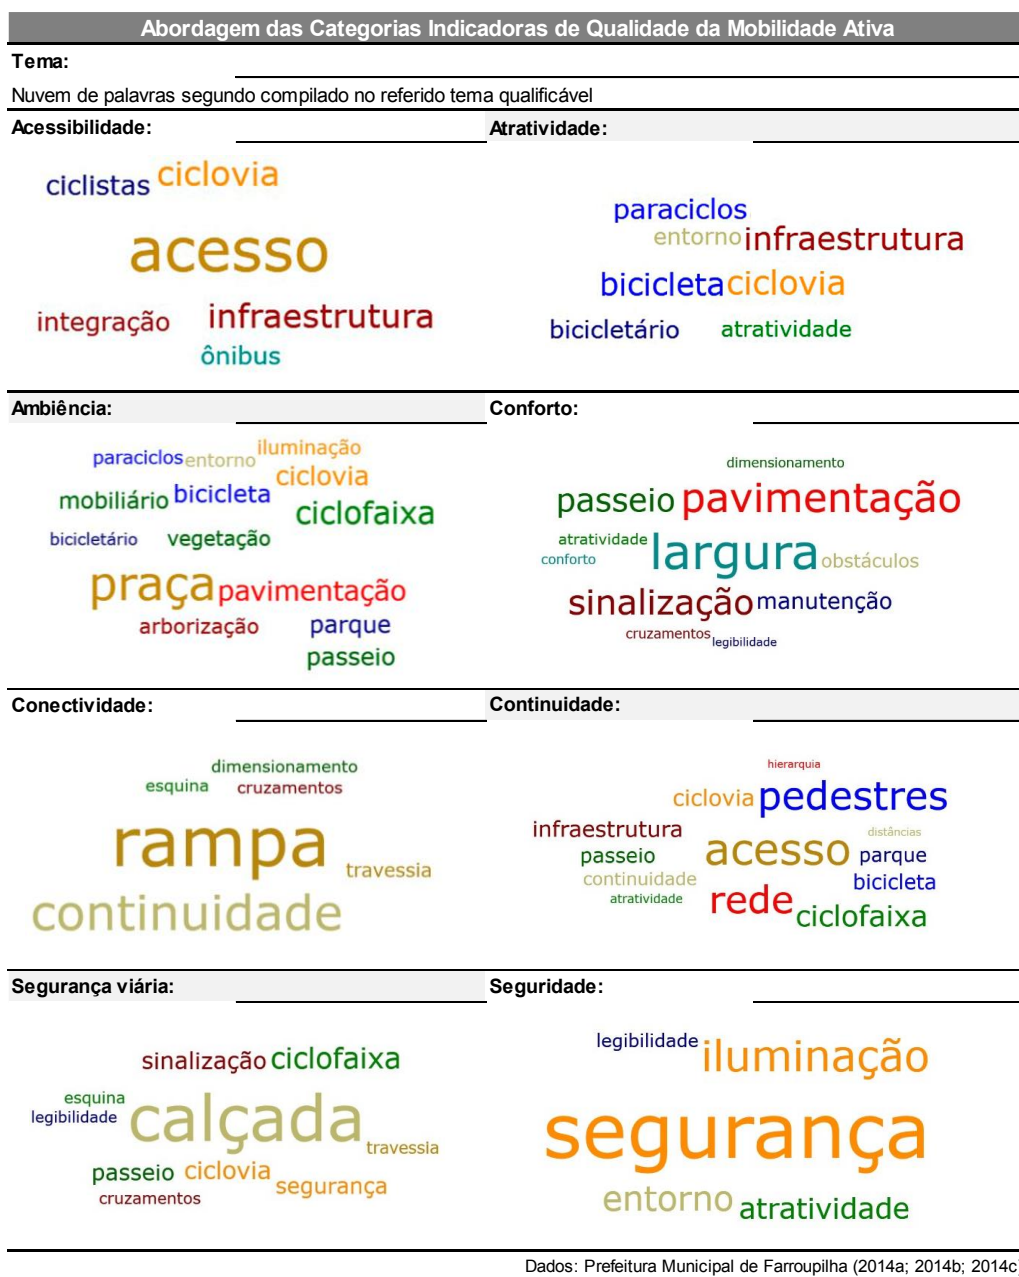 Abordagem das Categorias Indicadoras de Qualidade da Mobilidade Ativa
Tema:
Nuvem de palavras segundo compilado no referido tema qualificável
Acessibilidade:
ciclistas ciclovia
acesso
integração infraestrutura
ônibus
Atratividade:
paraciclos
entorno infraestrutura
bicicleta ciclovia
bicicletário atratividade
Ambiência:
iluminação
paraciclos entorno
ciclovia
mobiliário bicicleta
ciclofaixa
bicicletário vegetação
praça pavimentação
arborização parque
passeio
Conforto:
dimensionamento
passeio pavimentação
atratividade
conforto largura obstáculos
sinalização manutenção
cruzamentos legibilidade
Conectividade:
dimensionamento
esquina cruzamentos
rampa
travessia
continuidade
Continuidade:
hierarquia
ciclovia pedestres
infraestrutura distâncias
passeio acesso parque
continuidade bicicleta
atratividade rede
ciclofaixa
Segurança viária:
sinalização ciclofaixa
esquina
legibilidade calçada
travessia
passeio ciclovia
cruzamentos segurança
Seguridade:
legibilidade iluminação
segurança
entorno atratividade
Dados: Prefeitura Municipal de Farroupilha (2014a; 2014b; 2014c)